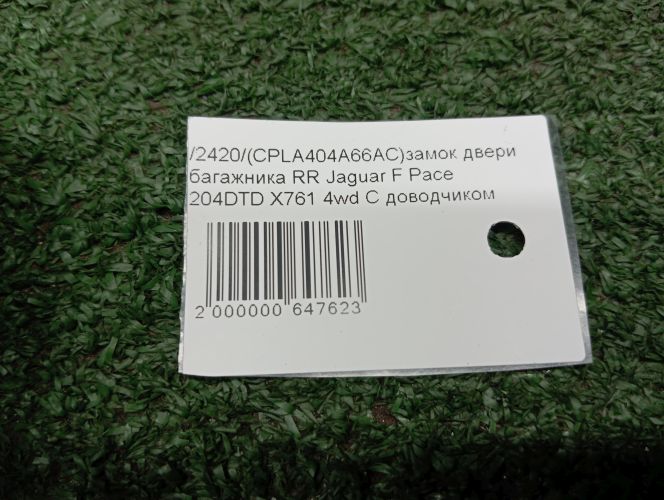 /2420/(CPLA404A66AC)замок двери
багажника RR Jaguar F Pace
204DTD X761 4wd С доводчиком
2 000000 647623